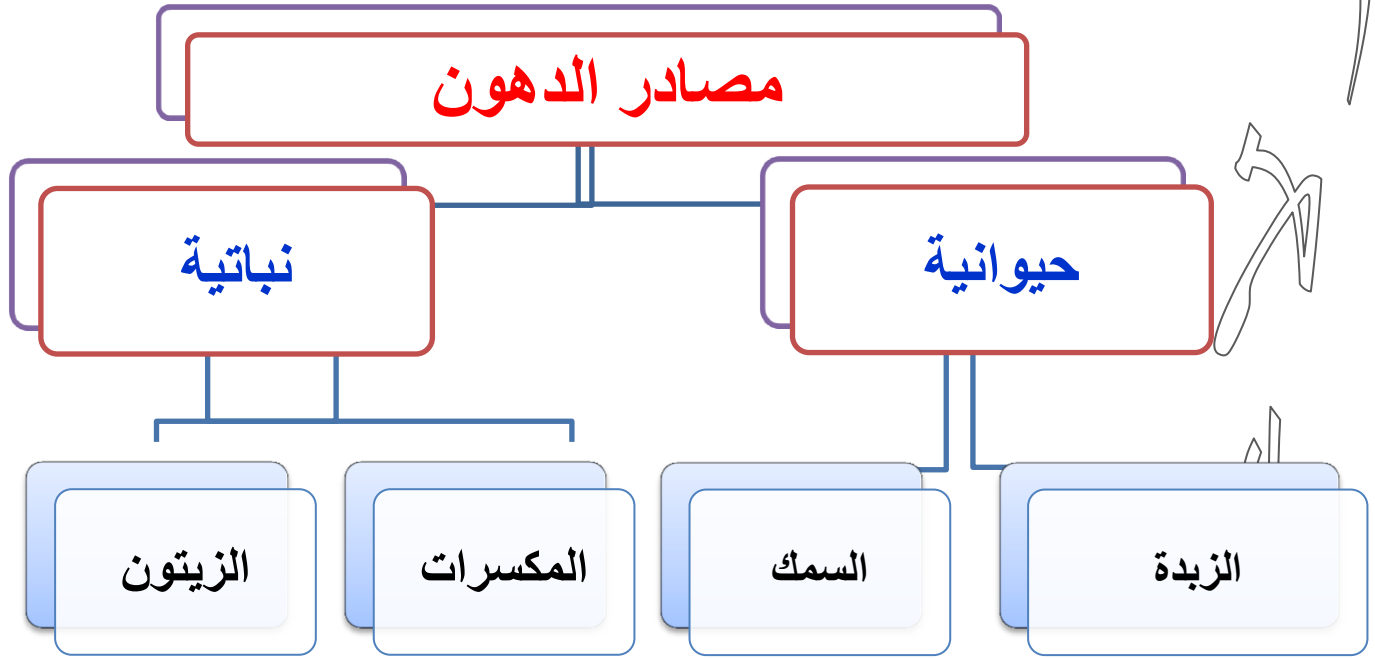 مصادر الدهون
حيوانية
نباتية
الزبدة
السمك
المكسرات
الزيتون